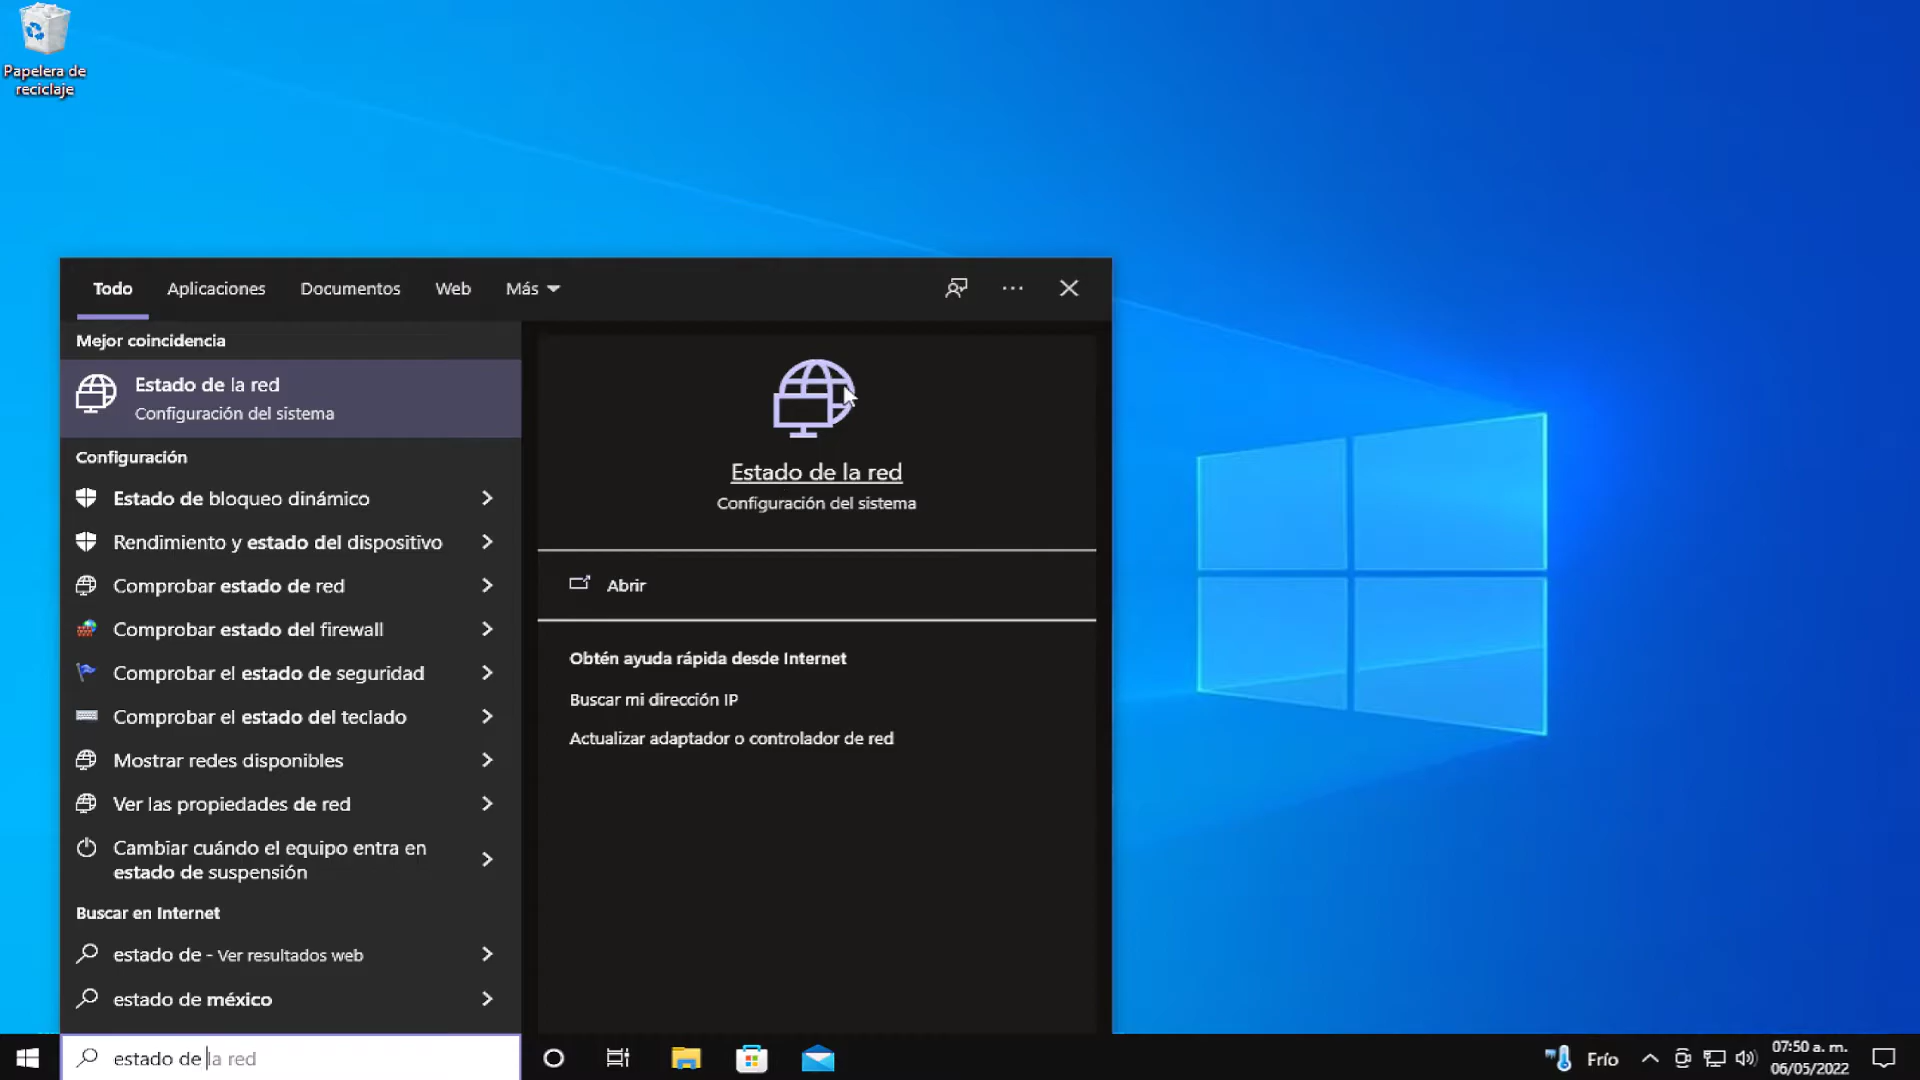 Papelera de
reciclaje
Todo
Aplicaciones
Documentos
Web
Más
Mejor coincidencia
Estado de la red
Configuración del sistema
Configuración
Estado de bloqueo dinámico
Rendimiento y estado del dispositivo
Comprobar estado de red
Comprobar estado del firewall
Comprobar el estado de seguridad
Comprobar el estado del teclado
Mostrar redes disponibles
Ver las propiedades de red
Cambiar cuándo el equipo entra en
estado de suspensión
Buscar en Internet
estado de - Ver resultados web
estado de méxico
Estado de la red
Configuración del sistema
Abrir
Obtén ayuda rápida desde Internet
Buscar mi dirección IP
Actualizar adaptador o controlador de red
estado de la red
Frío
07:50 a. m.
06/05/2022